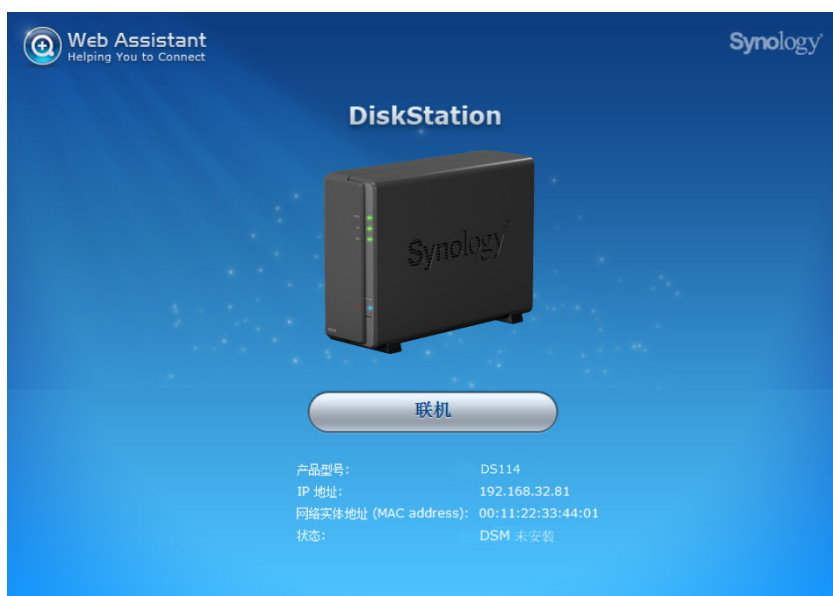 Web Assistant
Helping You to Connect
Synology
DiskStation
Synology
联机
产品型号: DS114
IP 地址: 192.168.32.81
网络实体地址 (MAC address): 00:11:22:33:44:01
状态: DSM 未安装